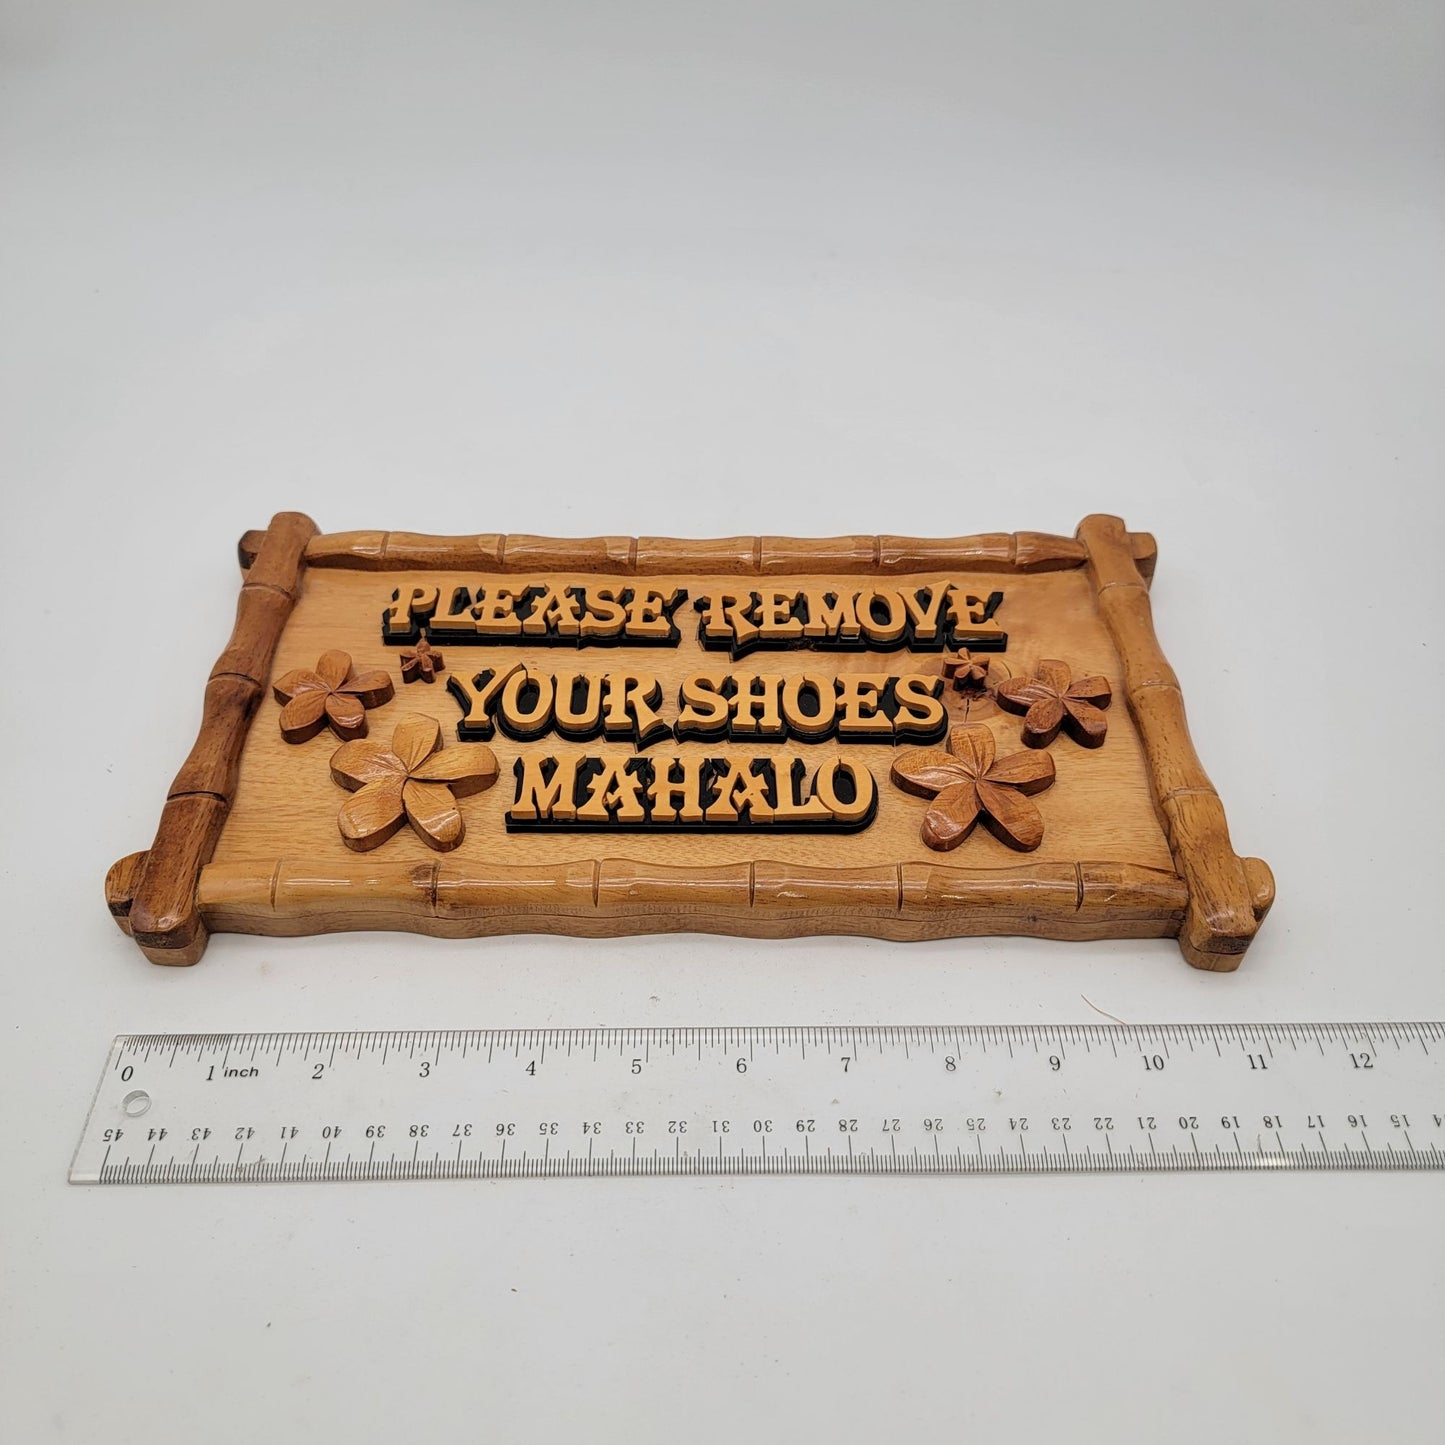 PLEASE REMOVE
YOUR SHOES
MAHALO
0 1 inch 2 3 4 5 6 7 8 9 10 11 12
45 44 43 42 41 40 39 38 37 36 35 34 33 32 31 30 29 28 27 26 25 24 23 22 21 20 19 18 17 16 15 14